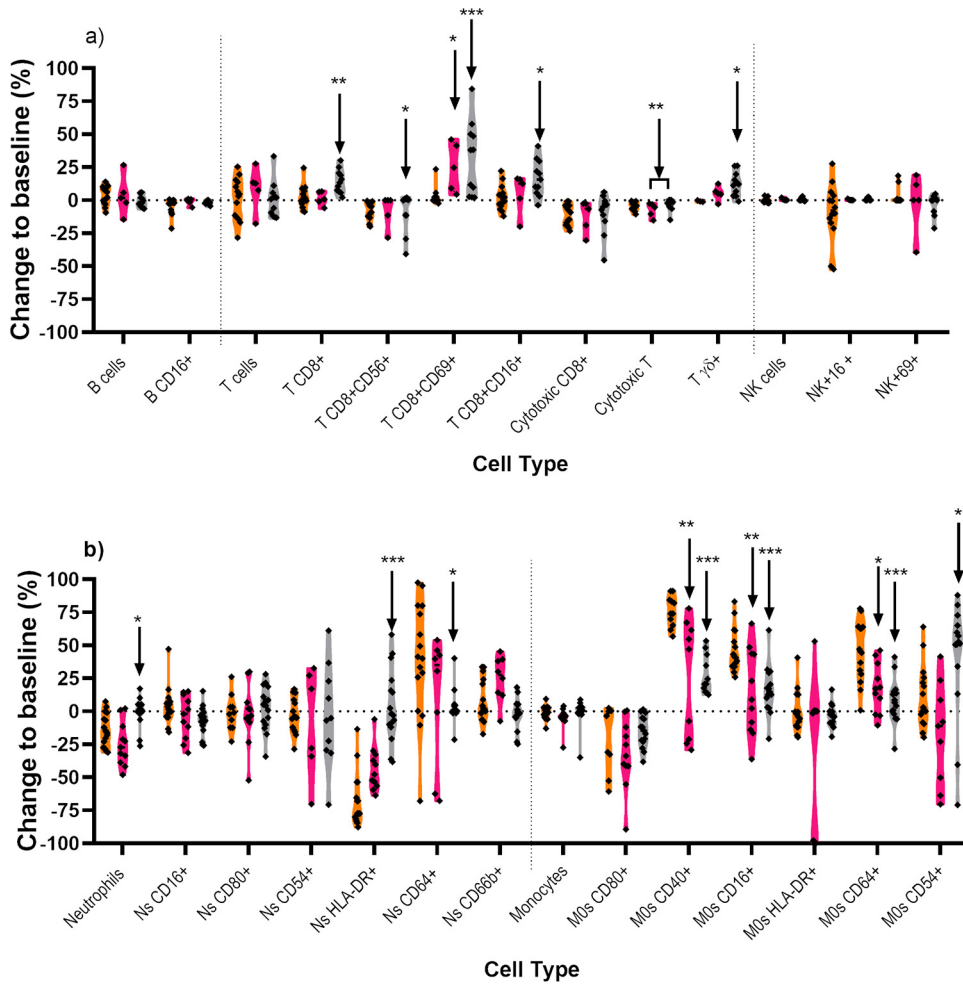 a)
***
*
**
*
*
**
*
Change to baseline (%)
100
75
50
25
0
-25
-50
-75
-100
B cells
B CD16+
T cells
T CD8+
T CD8+CD56+
T CD8+CD69+
T CD8+CD16+
Cytotoxic CD8+
Cytotoxic T
T γδ+
NK cells
NK+16 +
NK+69+
Cell Type
b)
*
***
*
**
***
**
***
*
***
*
Change to baseline (%)
100
75
50
25
0
-25
-50
-75
-100
Neutrophils
Ns CD16+
Ns CD80+
Ns CD54+
Ns HLA-DR+
Ns CD64+
Ns CD66b+
Monocytes
M0s CD80+
M0s CD40+
M0s CD16+
M0s HLA-DR+
M0s CD64+
M0s CD54+
Cell Type